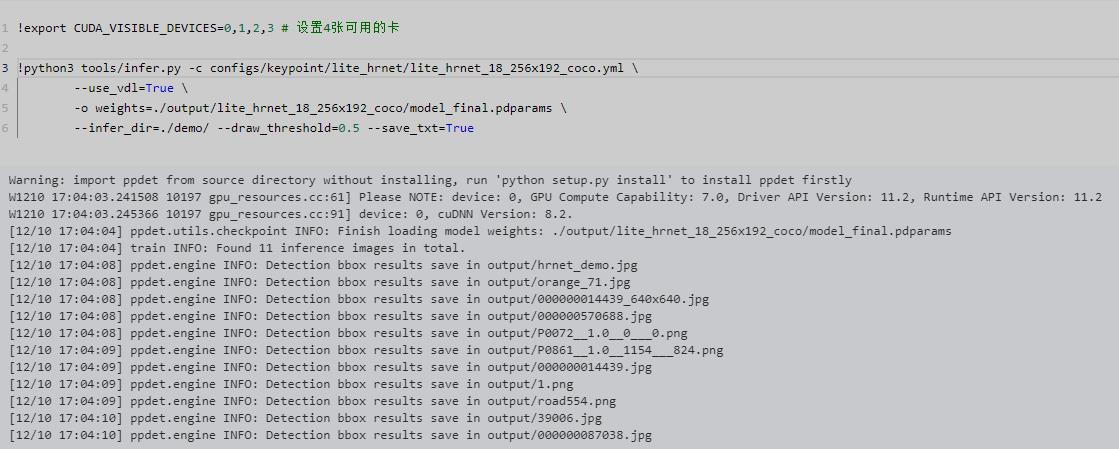 1 !export CUDA_VISIBLE_DEVICES=0,1,2,3 # 设置4张可用的卡
2
3 !python3 tools/infer.py -c configs/keypoint/lite_hrnet/lite_hrnet_18_256x192_coco.yml \
4 --use_vdl=True \
5 -o weights=./output/lite_hrnet_18_256x192_coco/model_final.pdparams \
6 --infer_dir=./demo/ --draw_threshold=0.5 --save_txt=True
Warning: import ppdet from source directory without installing, run 'python setup.py install' to install ppdet firstly
W1210 17:04:03.241508 10197 gpu_resources.cc:61] Please NOTE: device: 0, GPU Compute Capability: 7.0, Driver API Version: 11.2, Runtime API Version: 11.2
W1210 17:04:03.245366 10197 gpu_resources.cc:91] device: 0, cuDNN Version: 8.2.
[12/10 17:04:04] ppdet.utils.checkpoint INFO: Finish loading model weights: ./output/lite_hrnet_18_256x192_coco/model_final.pdparams
[12/10 17:04:04] train INFO: Found 11 inference images in total.
[12/10 17:04:08] ppdet.engine INFO: Detection bbox results save in output/hrnet_demo.jpg
[12/10 17:04:08] ppdet.engine INFO: Detection bbox results save in output/orange_71.jpg
[12/10 17:04:08] ppdet.engine INFO: Detection bbox results save in output/000000014439_640x640.jpg
[12/10 17:04:08] ppdet.engine INFO: Detection bbox results save in output/000000570688.jpg
[12/10 17:04:08] ppdet.engine INFO: Detection bbox results save in output/P0072__1.0__0___0.png
[12/10 17:04:09] ppdet.engine INFO: Detection bbox results save in output/P0861__1.0__1154___824.png
[12/10 17:04:09] ppdet.engine INFO: Detection bbox results save in output/000000014439.jpg
[12/10 17:04:09] ppdet.engine INFO: Detection bbox results save in output/1.png
[12/10 17:04:09] ppdet.engine INFO: Detection bbox results save in output/road554.png
[12/10 17:04:10] ppdet.engine INFO: Detection bbox results save in output/39006.jpg
[12/10 17:04:10] ppdet.engine INFO: Detection bbox results save in output/000000087038.jpg